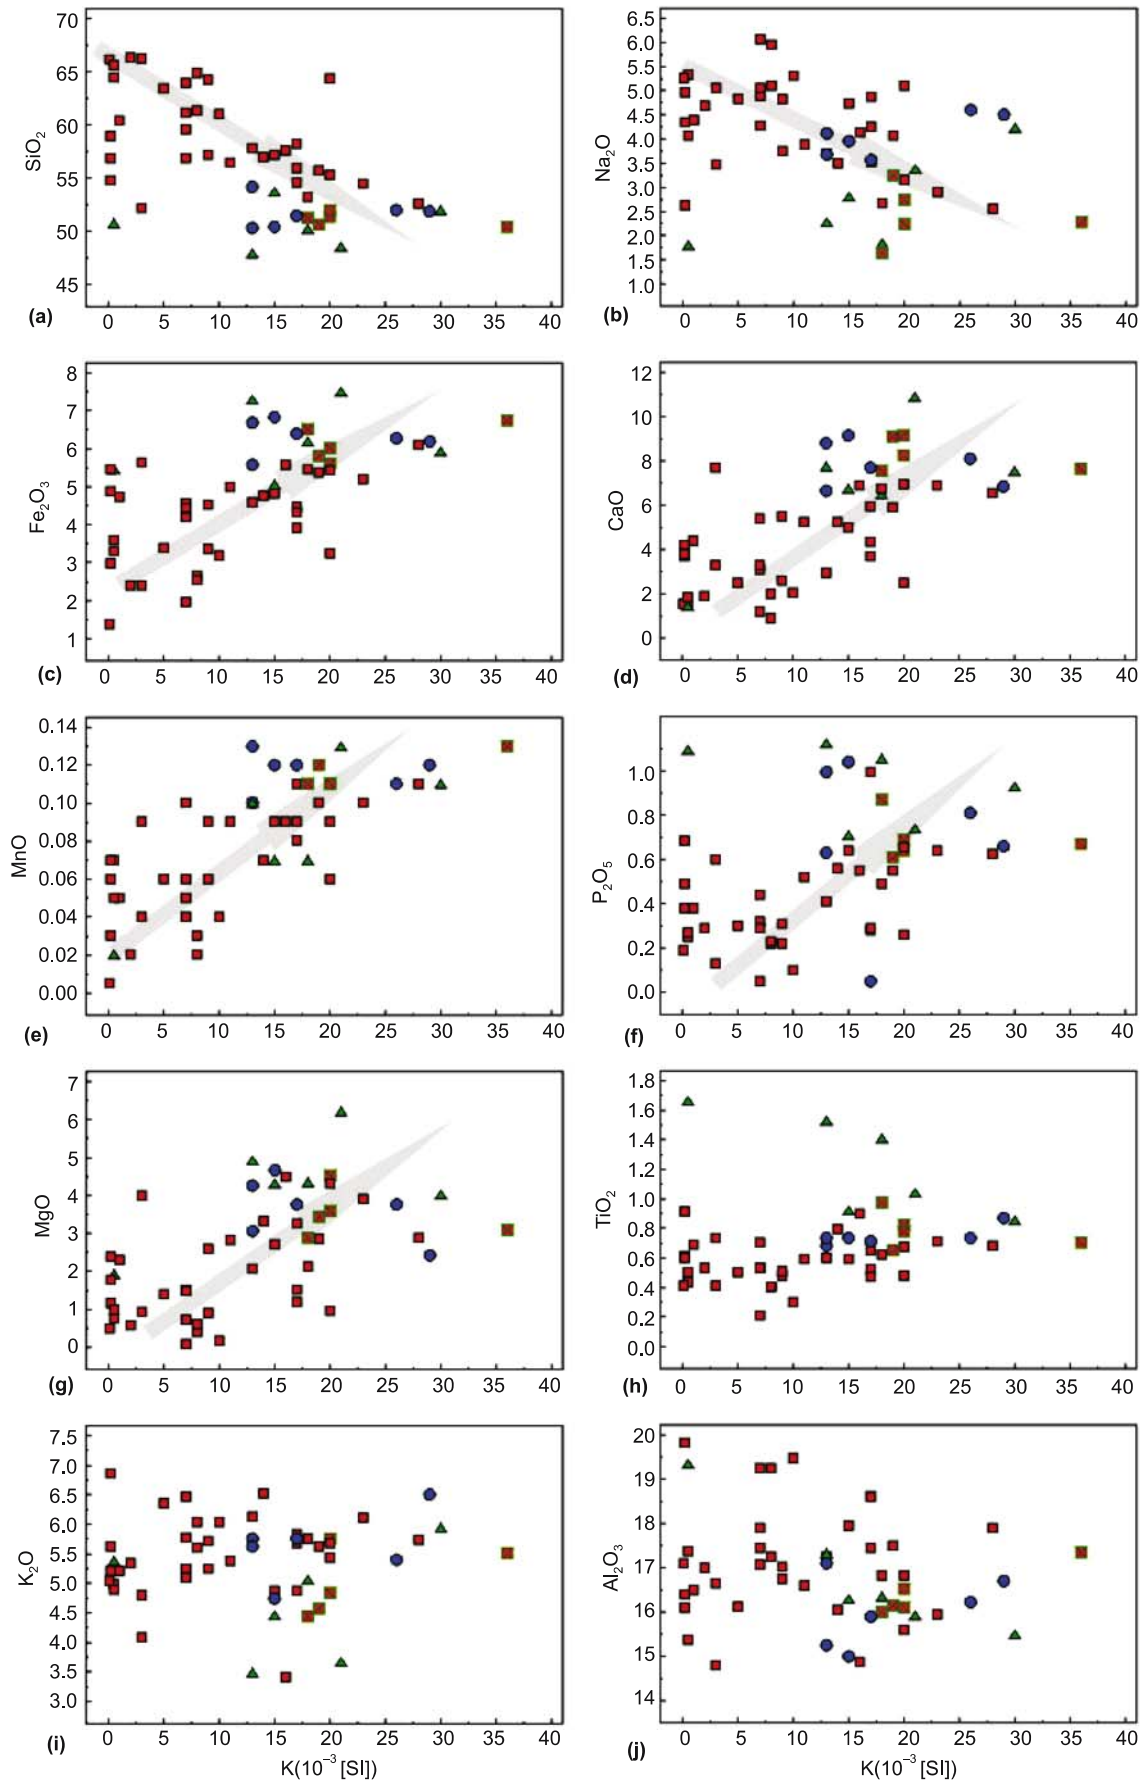 SiO2
70
65
60
55
50
45
0 5 10 15 20 25 30 35 40
(a)
Na2O
6.5
6.0
5.5
5.0
4.5
4.0
3.5
3.0
2.5
2.0
1.5
1.0
0 5 10 15 20 25 30 35 40
(b)
Fe2O3
8
7
6
5
4
3
2
1
0 5 10 15 20 25 30 35 40
(c)
CaO
12
10
8
6
4
2
0
0 5 10 15 20 25 30 35 40
(d)
MnO
0.14
0.12
0.10
0.08
0.06
0.04
0.02
0.00
0 5 10 15 20 25 30 35 40
(e)
P2O5
1.0
0.8
0.6
0.4
0.2
0.0
0 5 10 15 20 25 30 35 40
(f)
MgO
7
6
5
4
3
2
1
0
0 5 10 15 20 25 30 35 40
(g)
TiO2
1.8
1.6
1.4
1.2
1.0
0.8
0.6
0.4
0.2
0.0
0 5 10 15 20 25 30 35 40
(h)
K2O
7.5
7.0
6.5
6.0
5.5
5.0
4.5
4.0
3.5
3.0
0 5 10 15 20 25 30 35 40
(i)
K(10⁻³ [SI])
Al2O3
20
19
18
17
16
15
14
0 5 10 15 20 25 30 35 40
(j)
K(10⁻³ [SI])